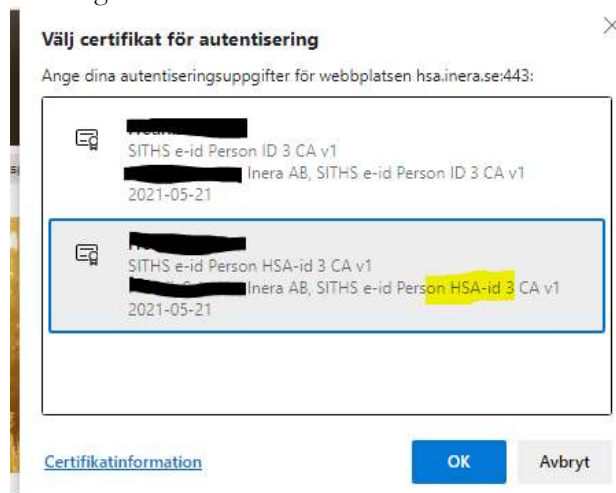 Välj certifikat för autentisering
Ange dina autentiseringsuppgifter för webbplatsen hsa.inera.se:443:
SITHS e-id Person ID 3 CA v1
Inera AB, SITHS e-id Person ID 3 CA v1
2021-05-21
SITHS e-id Person HSA-id 3 CA v1
Inera AB, SITHS e-id Person HSA-id 3 CA v1
2021-05-21
Certifikatinformation
OK
Avbryt